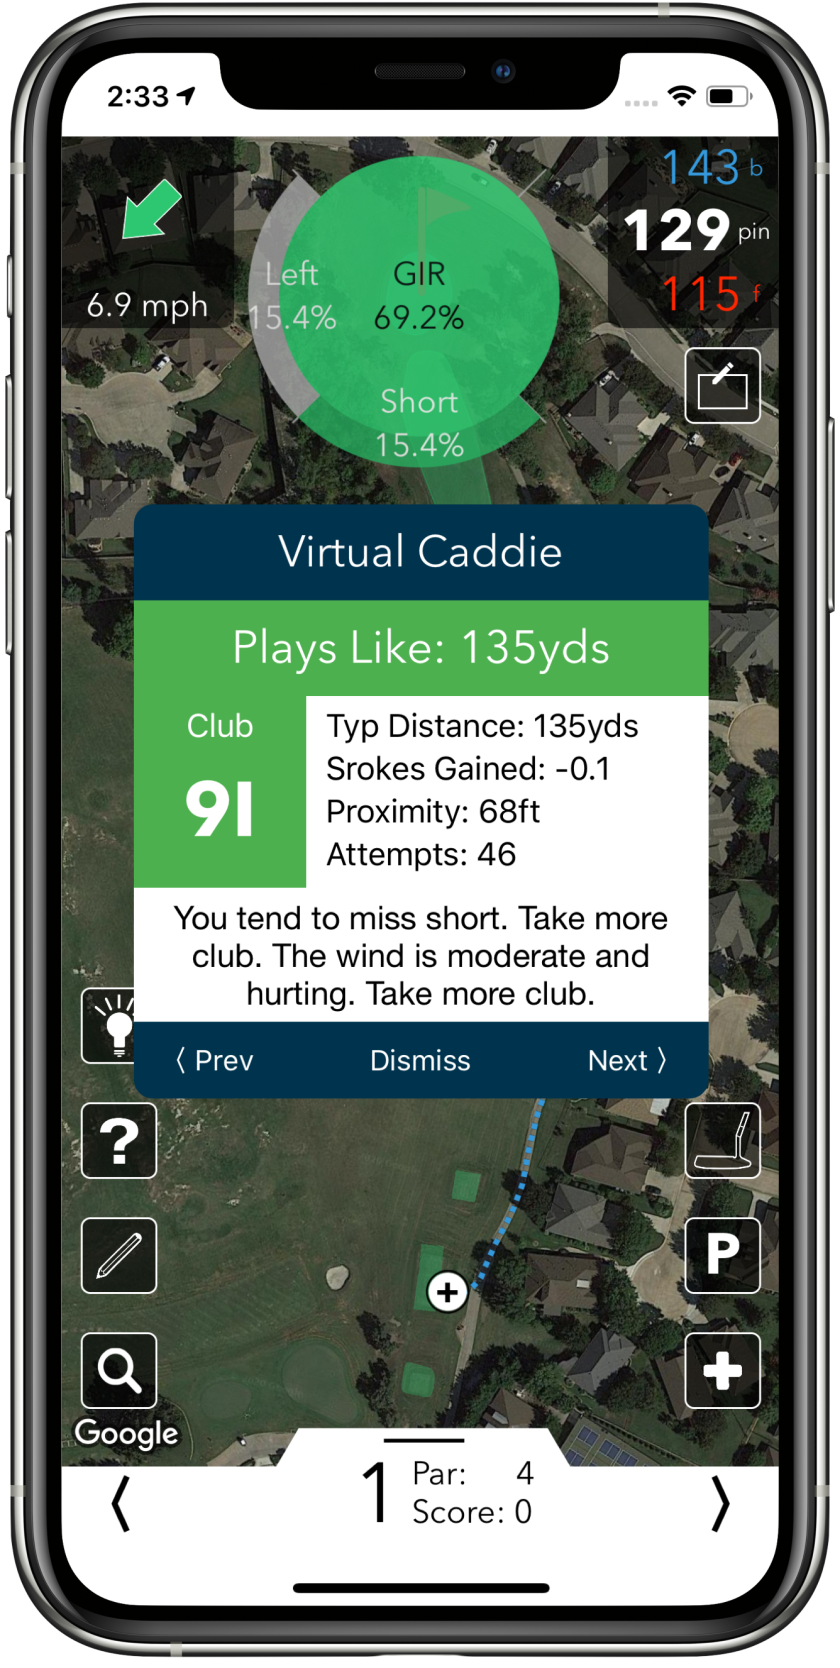 2:33
143 b
129 pin
115 f
6.9 mph
Left
15.4%
GIR
69.2%
Short
15.4%
Virtual Caddie
Plays Like: 135yds
Club
9I
Typ Distance: 135yds
Srokes Gained: -0.1
Proximity: 68ft
Attempts: 46
You tend to miss short. Take more
club. The wind is moderate and
hurting. Take more club.
〈 Prev
Dismiss
Next 〉
?
P
Google
1
Par: 4
Score: 0